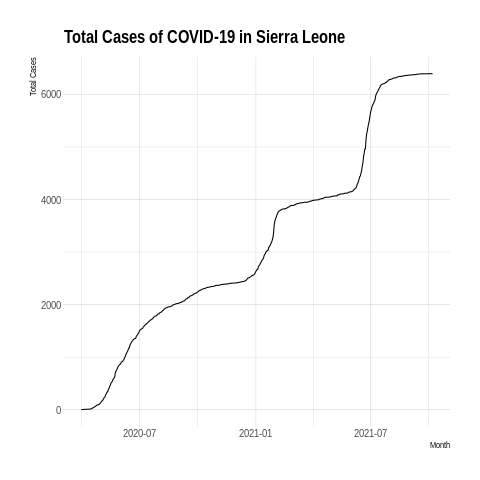 Total Cases of COVID-19 in Sierra Leone
Total Cases
6000
4000
2000
0
2020-07 2021-01 2021-07
Month